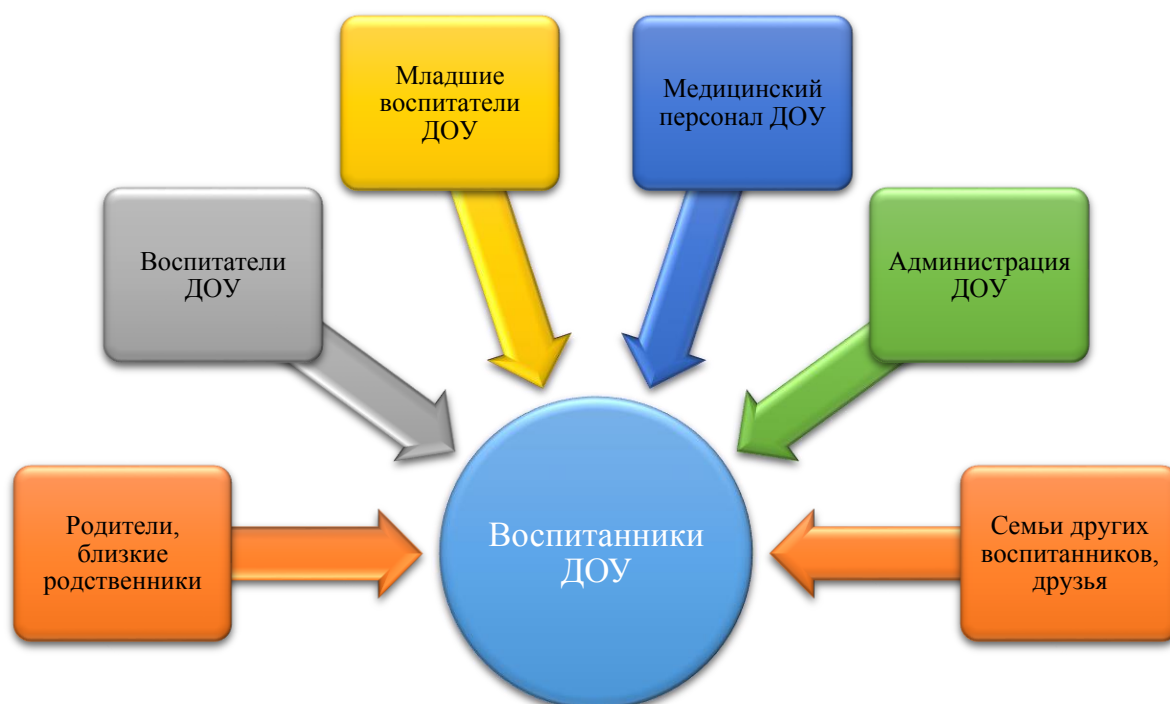 Младшие
воспитатели
ДОУ
Медицинский
персонал ДОУ
Воспитатели
ДОУ
Администрация
ДОУ
Родители,
близкие
родственники
Воспитанники
ДОУ
Семьи других
воспитанников,
друзья